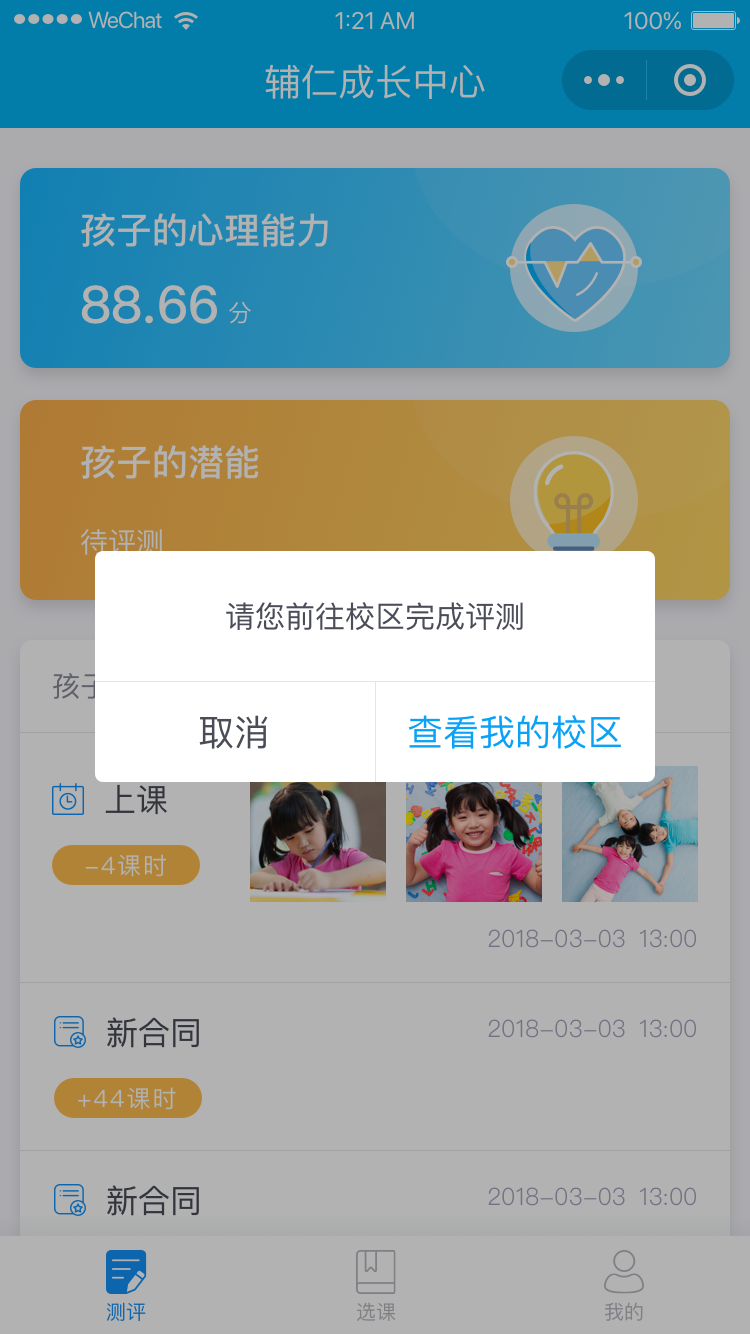 WeChat 1:21 AM 100%
辅仁成长中心
孩子的心理能力
88.66 分
孩子的潜能
待评测
请您前往校区完成评测
取消 查看我的校区
孩子
上课
-4课时
2018-03-03 13:00
新合同 2018-03-03 13:00
+44课时
新合同 2018-03-03 13:00
测评 选课 我的